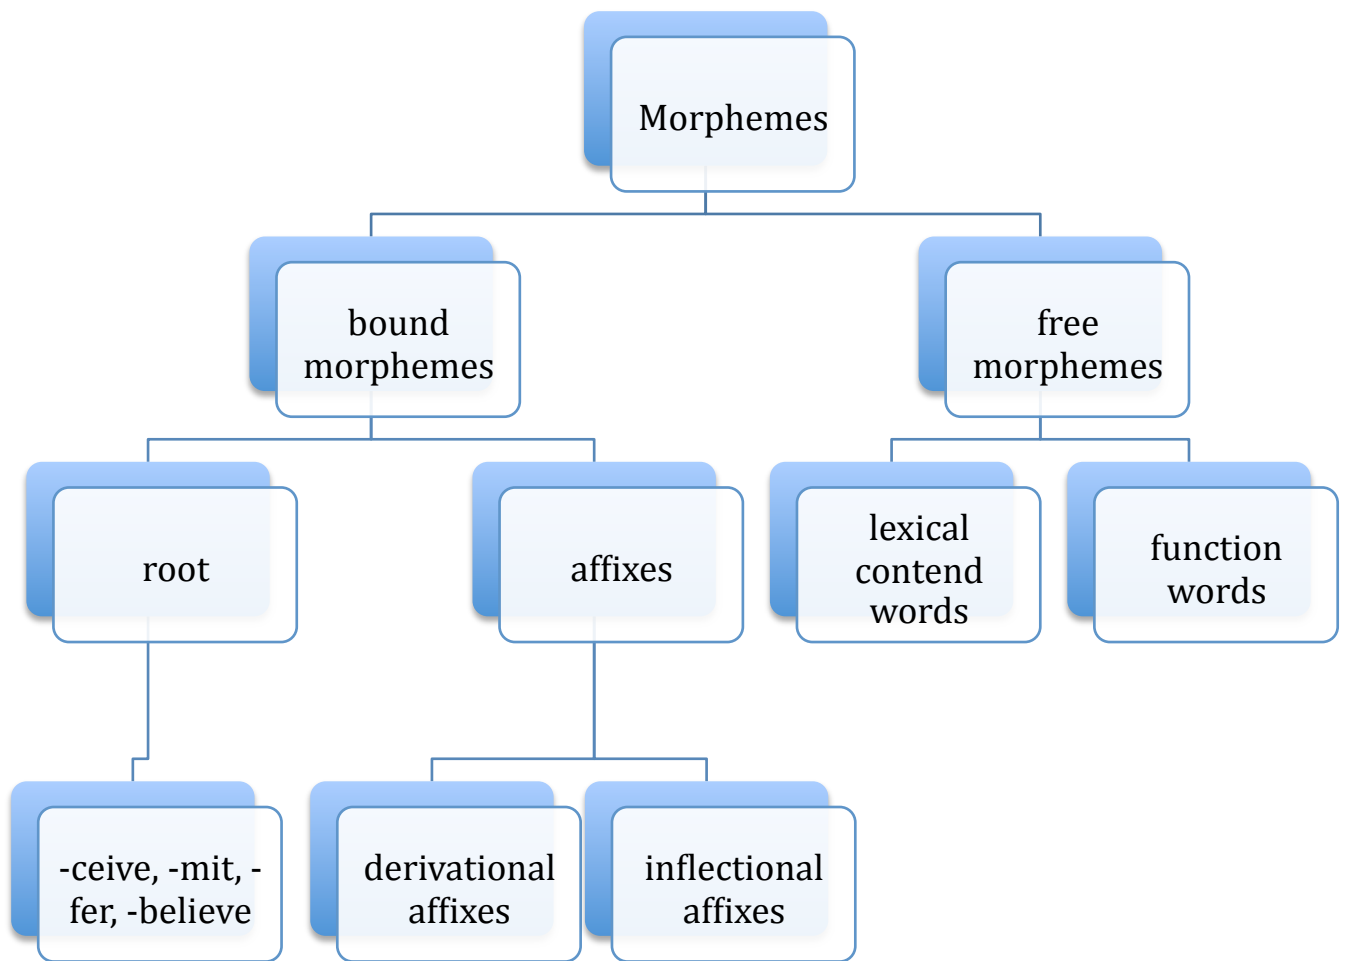 Morphemes
bound
morphemes
free
morphemes
root
affixes
lexical
contend
words
function
words
-ceive, -mit, -
fer, -believe
derivational
affixes
inflectional
affixes